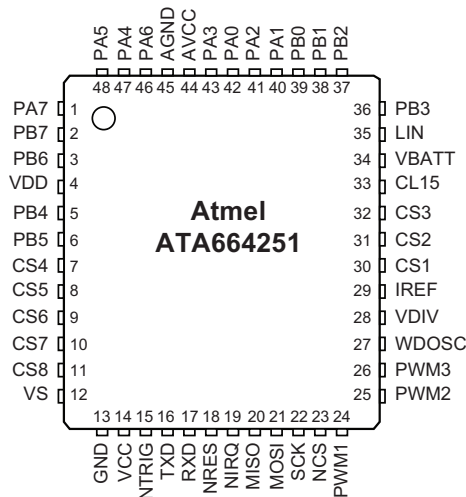 PA5 PA4 PA6 AGND AVCC PA3 PA0 PA2 PA1 PB0 PB1 PB2
48 47 46 45 44 43 42 41 40 39 38 37
PA7 1 36 PB3
PB7 2 35 LIN
PB6 3 34 VBATT
VDD 4 33 CL15
PB4 5 32 CS3
PB5 6 31 CS2
CS4 7 30 CS1
CS5 8 29 IREF
CS6 9 28 VDIV
CS7 10 27 WDOSC
CS8 11 26 PWM3
VS 12 25 PWM2
Atmel
ATA664251
13 14 15 16 17 18 19 20 21 22 23 24
GND VCC NTRIG TXD RXD NRES NIRQ MISO MOSI SCK NCS PWM1